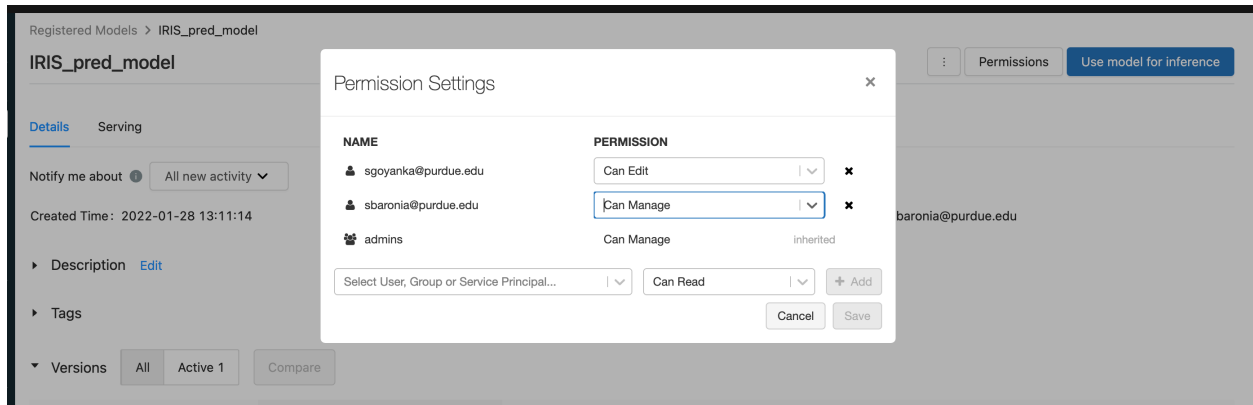 Registered Models > IRIS_pred_model
IRIS_pred_model
Permissions
Use model for inference
Permission Settings
Details
Serving
NAME
PERMISSION
sgoyanka@purdue.edu
Can Edit
Notify me about
All new activity
sbaronia@purdue.edu
Can Manage
Created Time: 2022-01-28 13:11:14
baronia@purdue.edu
admins
Can Manage
inherited
Description
Edit
Select User, Group or Service Principal...
Can Read
+ Add
Tags
Cancel
Save
Versions
All
Active 1
Compare